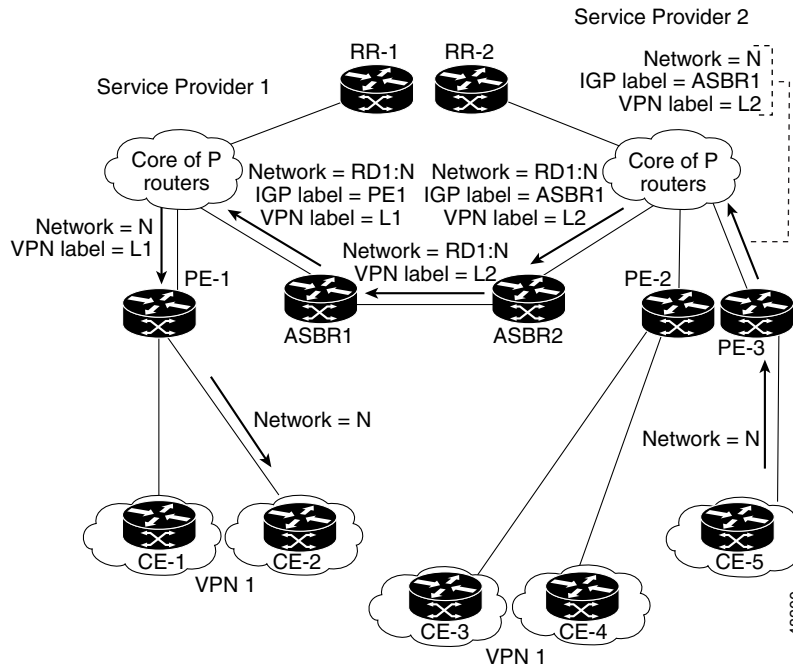 Service Provider 2
RR-1
RR-2
Service Provider 1
Network = N
IGP label = ASBR1
VPN label = L2
Core of P
routers
Network = RD1:N
IGP label = PE1
VPN label = L1
Network = RD1:N
IGP label = ASBR1
VPN label = L2
Core of P
routers
Network = N
VPN label = L1
Network = RD1:N
VPN label = L2
PE-1
ASBR1
ASBR2
PE-2
PE-3
Network = N
Network = N
CE-1
CE-2
VPN 1
CE-5
CE-3
CE-4
VPN 1